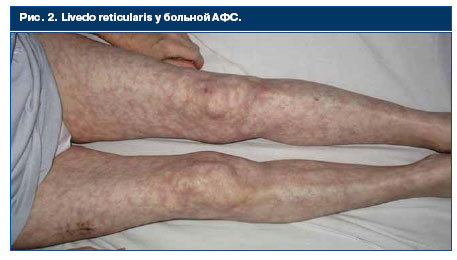 Рис. 2. Livedo reticularis у больной АФС.